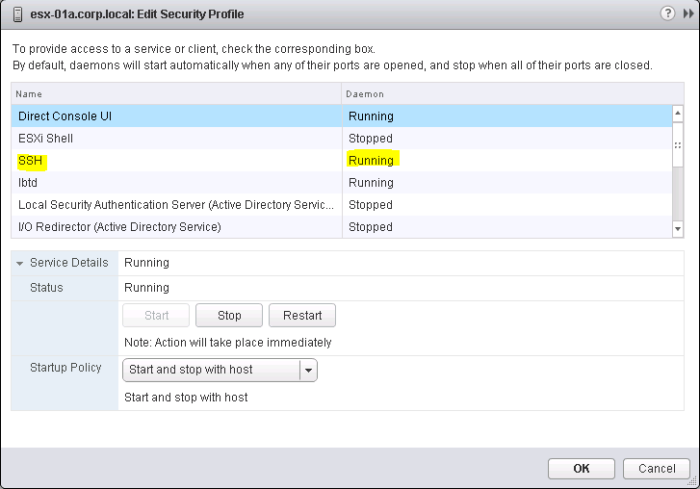 esx-01a.corp.local: Edit Security Profile
?
To provide access to a service or client, check the corresponding box.
By default, daemons will start automatically when any of their ports are opened, and stop when all of their ports are closed.
Name Daemon
Direct Console UI Running
ESXi Shell Stopped
SSH Running
lbtd Running
Local Security Authentication Server (Active Directory Servic... Stopped
I/O Redirector (Active Directory Service) Stopped
Service Details Running
Status Running
Start Stop Restart
Note: Action will take place immediately
Startup Policy Start and stop with host
Start and stop with host
OK Cancel